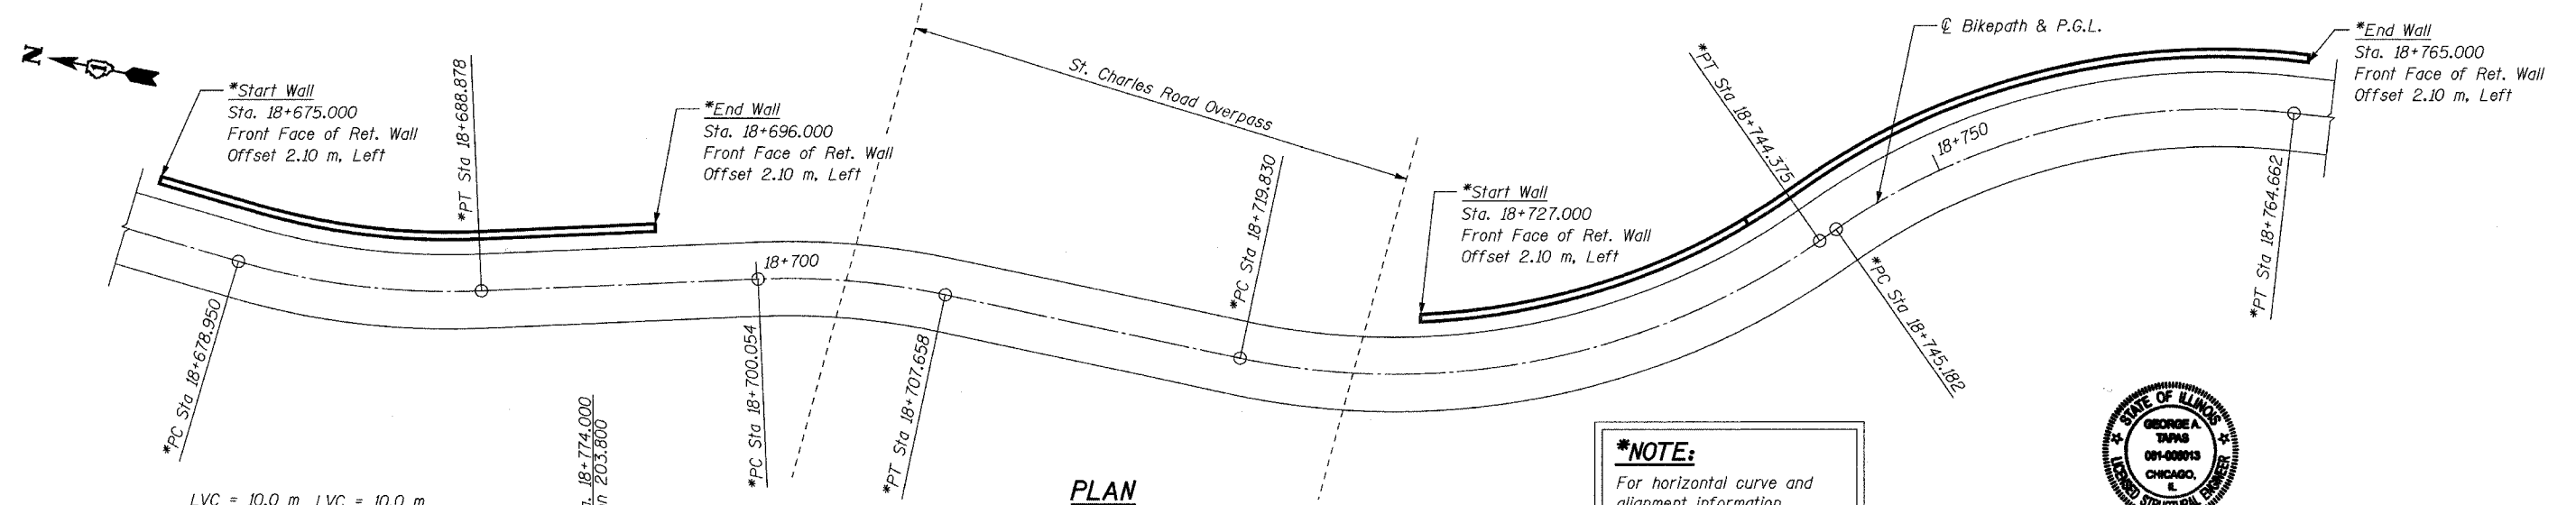 N
*Start Wall
Sta. 18+675.000
Front Face of Ret. Wall
Offset 2.10 m, Left
*PT Sta 18+688.878
*End Wall
Sta. 18+696.000
Front Face of Ret. Wall
Offset 2.10 m, Left
St. Charles Road Overpass
*PC Sta 18+719.830
*Start Wall
Sta. 18+727.000
Front Face of Ret. Wall
Offset 2.10 m, Left
*PT Sta 18+744.375
℄ Bikepath & P.G.L.
18+750
*End Wall
Sta. 18+765.000
Front Face of Ret. Wall
Offset 2.10 m, Left
*PC Sta 18+678.950
18+700
*PC Sta 18+700.054
*PT Sta 18+707.658
*PC Sta 18+745.182
*PT Sta 18+764.662
18+774.000
203.800
LVC = 10.0 m LVC = 10.0 m
PLAN
*NOTE:
For horizontal curve and
alignment information
STATE OF ILLINOIS
GEORGE A.
TAPAS
CHICAGO,
IL
LICENSED STRUCTURAL ENGINEER